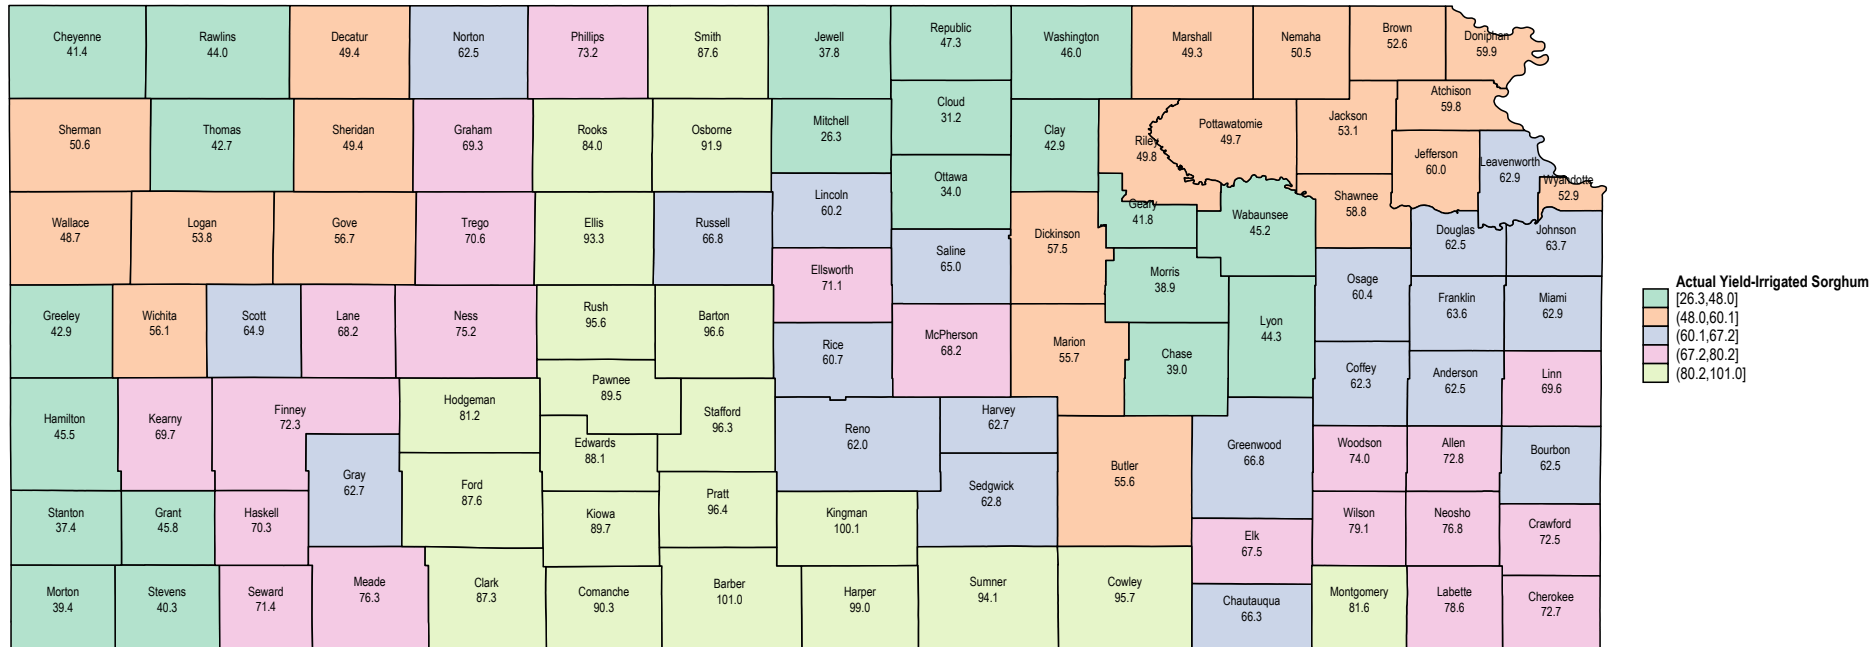 Cheyenne
41.4
Rawlins
44.0
Decatur
49.4
Norton
62.5
Phillips
73.2
Smith
87.6
Jewell
37.8
Republic
47.3
Washington
46.0
Marshall
49.3
Nemaha
50.5
Brown
52.6
Doniphan
59.9
Sherman
50.6
Thomas
42.7
Sheridan
49.4
Graham
69.3
Rooks
84.0
Osborne
91.9
Mitchell
26.3
Cloud
31.2
Clay
42.9
Riley
49.8
Pottawatomie
49.7
Jackson
53.1
Atchison
59.8
Jefferson
60.0
Leavenworth
62.9
Wyandotte
52.9
Ottawa
34.0
Wallace
48.7
Logan
53.8
Gove
56.7
Trego
70.6
Ellis
93.3
Russell
66.8
Lincoln
60.2
Saline
65.0
Dickinson
57.5
Geary
41.8
Wabaunsee
45.2
Shawnee
58.8
Douglas
62.5
Johnson
63.7
Ellsworth
71.1
Morris
38.9
Osage
60.4
Franklin
63.6
Miami
62.9
Greeley
42.9
Wichita
56.1
Scott
64.9
Lane
68.2
Ness
75.2
Rush
95.6
Barton
96.6
Rice
60.7
McPherson
68.2
Marion
55.7
Chase
39.0
Lyon
44.3
Coffey
62.3
Anderson
62.5
Linn
69.6
Hamilton
45.5
Kearny
69.7
Finney
72.3
Hodgeman
81.2
Pawnee
89.5
Stafford
96.3
Reno
62.0
Harvey
62.7
Edwards
88.1
Gray
62.7
Ford
87.6
Pratt
96.4
Sedgwick
62.8
Butler
55.6
Greenwood
66.8
Woodson
74.0
Allen
72.8
Bourbon
62.5
Stanton
37.4
Grant
45.8
Haskell
70.3
Kiowa
89.7
Kingman
100.1
Elk
67.5
Wilson
79.1
Neosho
76.8
Crawford
72.5
Morton
39.4
Stevens
40.3
Seward
71.4
Meade
76.3
Clark
87.3
Comanche
90.3
Barber
101.0
Harper
99.0
Sumner
94.1
Cowley
95.7
Chautauqua
66.3
Montgomery
81.6
Labette
78.6
Cherokee
72.7
Actual Yield-Irrigated Sorghum
[26.3,48.0]
(48.0,60.1]
(60.1,67.2]
(67.2,80.2]
(80.2,101.0]